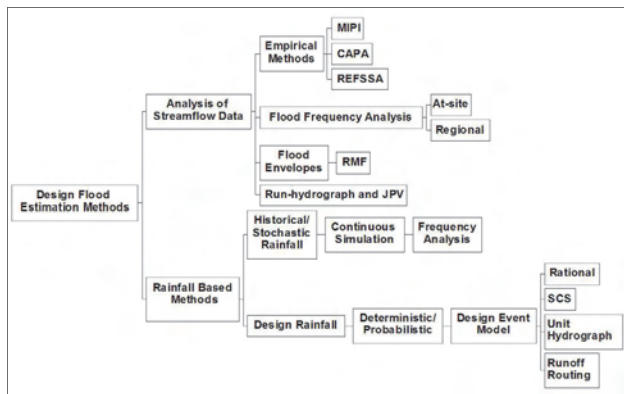 MIPI
Empirical
Methods
CAPA
REFSSA
Analysis of
Streamflow Data
At-site
Flood Frequency Analysis
Regional
Flood
Envelopes
RMF
Design Flood
Estimation Methods
Run-hydrograph and JPV
Historical/
Stochastic
Rainfall
Continuous
Simulation
Frequency
Analysis
Rainfall Based
Methods
Rational
SCS
Design Rainfall
Deterministic/
Probabilistic
Design Event
Model
Unit
Hydrograph
Runoff
Routing